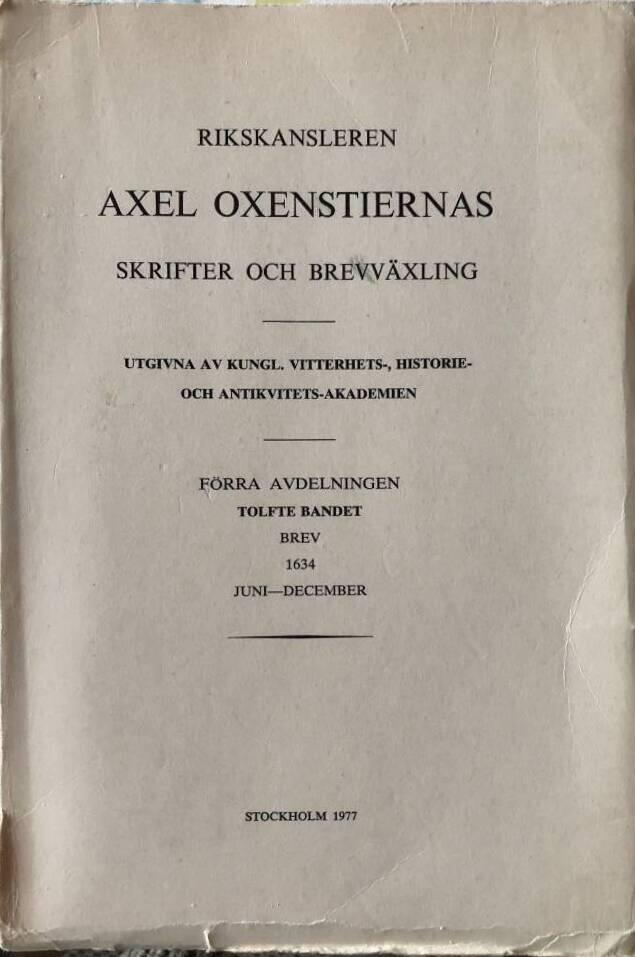 RIKSKANSLEREN
AXEL OXENSTIERNAS
SKRIFTER OCH BREVVÄXLING
UTGIVNA AV KUNGL. VITTERHETS-, HISTORIE-
OCH ANTIKVITETS-AKADEMIEN
FÖRRA AVDELNINGEN
TOLFTE BANDET
BREV
1634
JUNI—DECEMBER
STOCKHOLM 1977